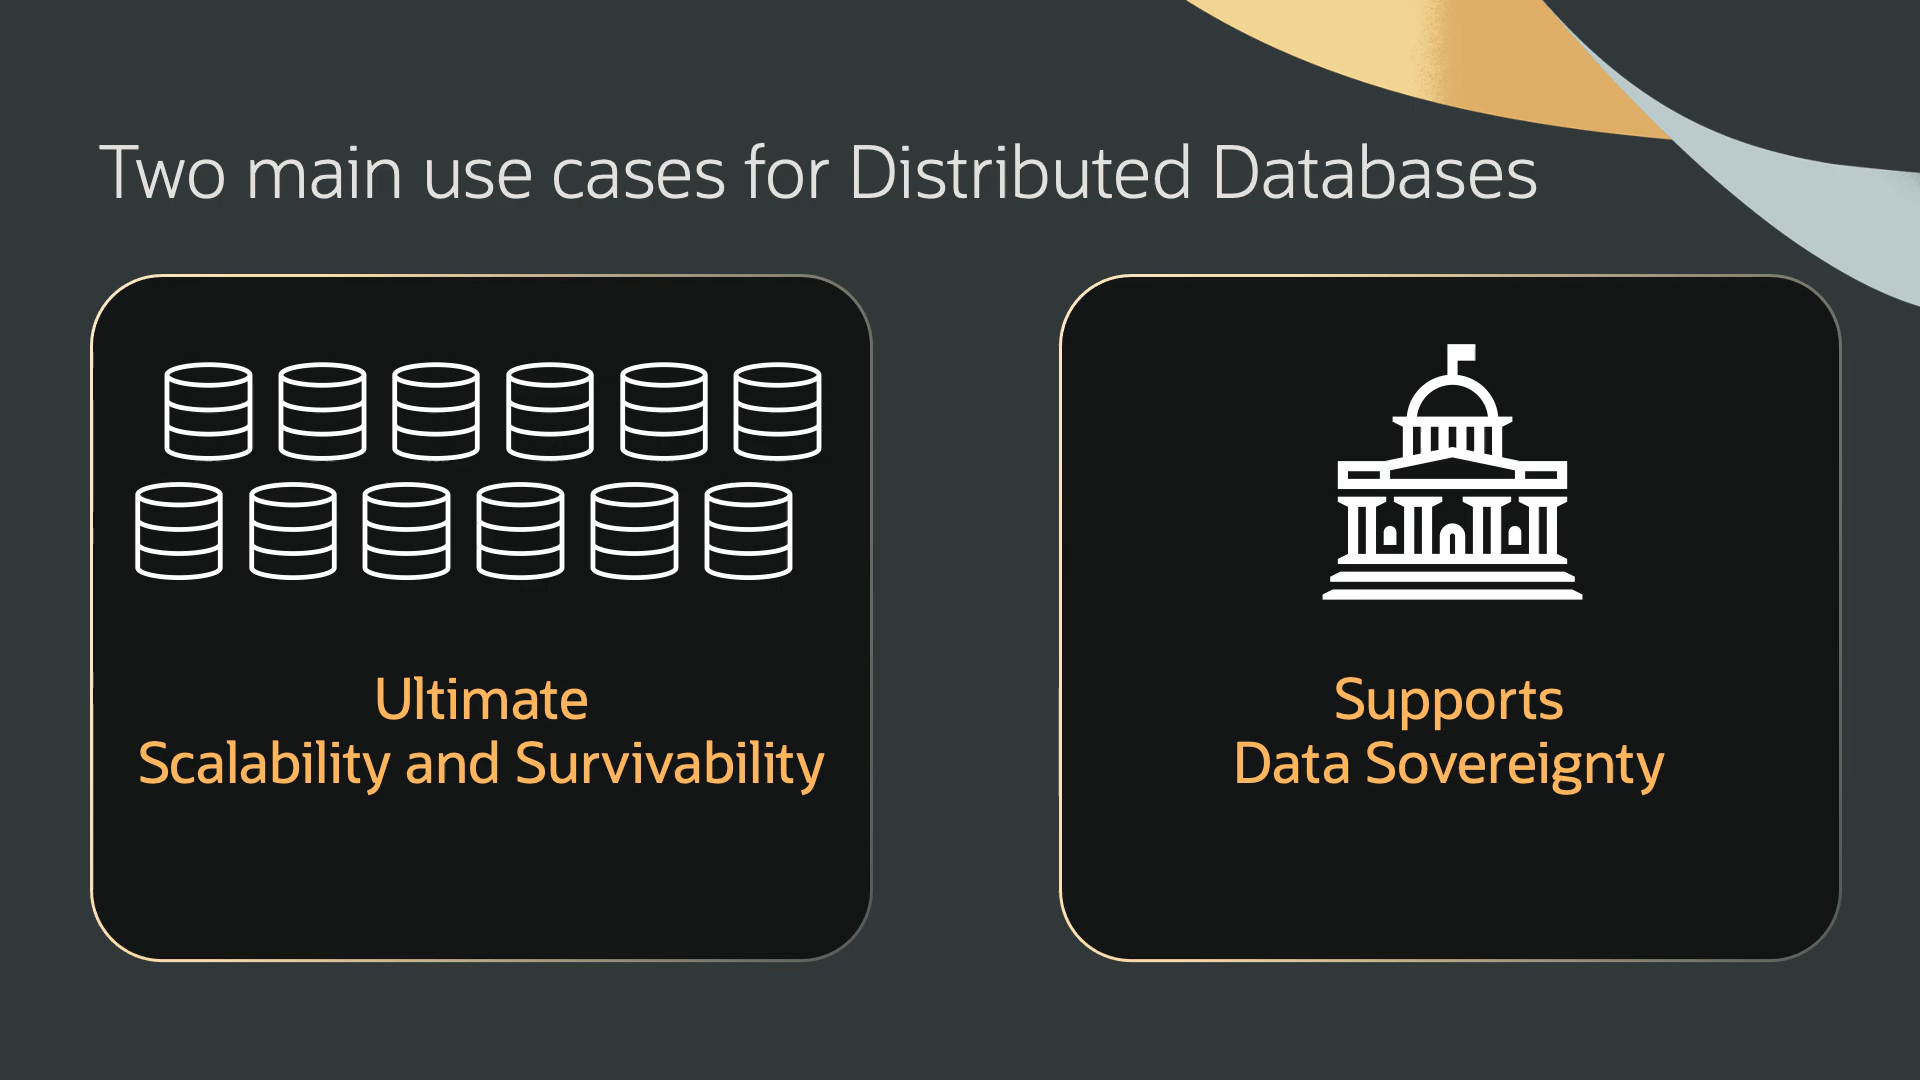 Two main use cases for Distributed Databases
Ultimate
Scalability and Survivability
Supports
Data Sovereignty